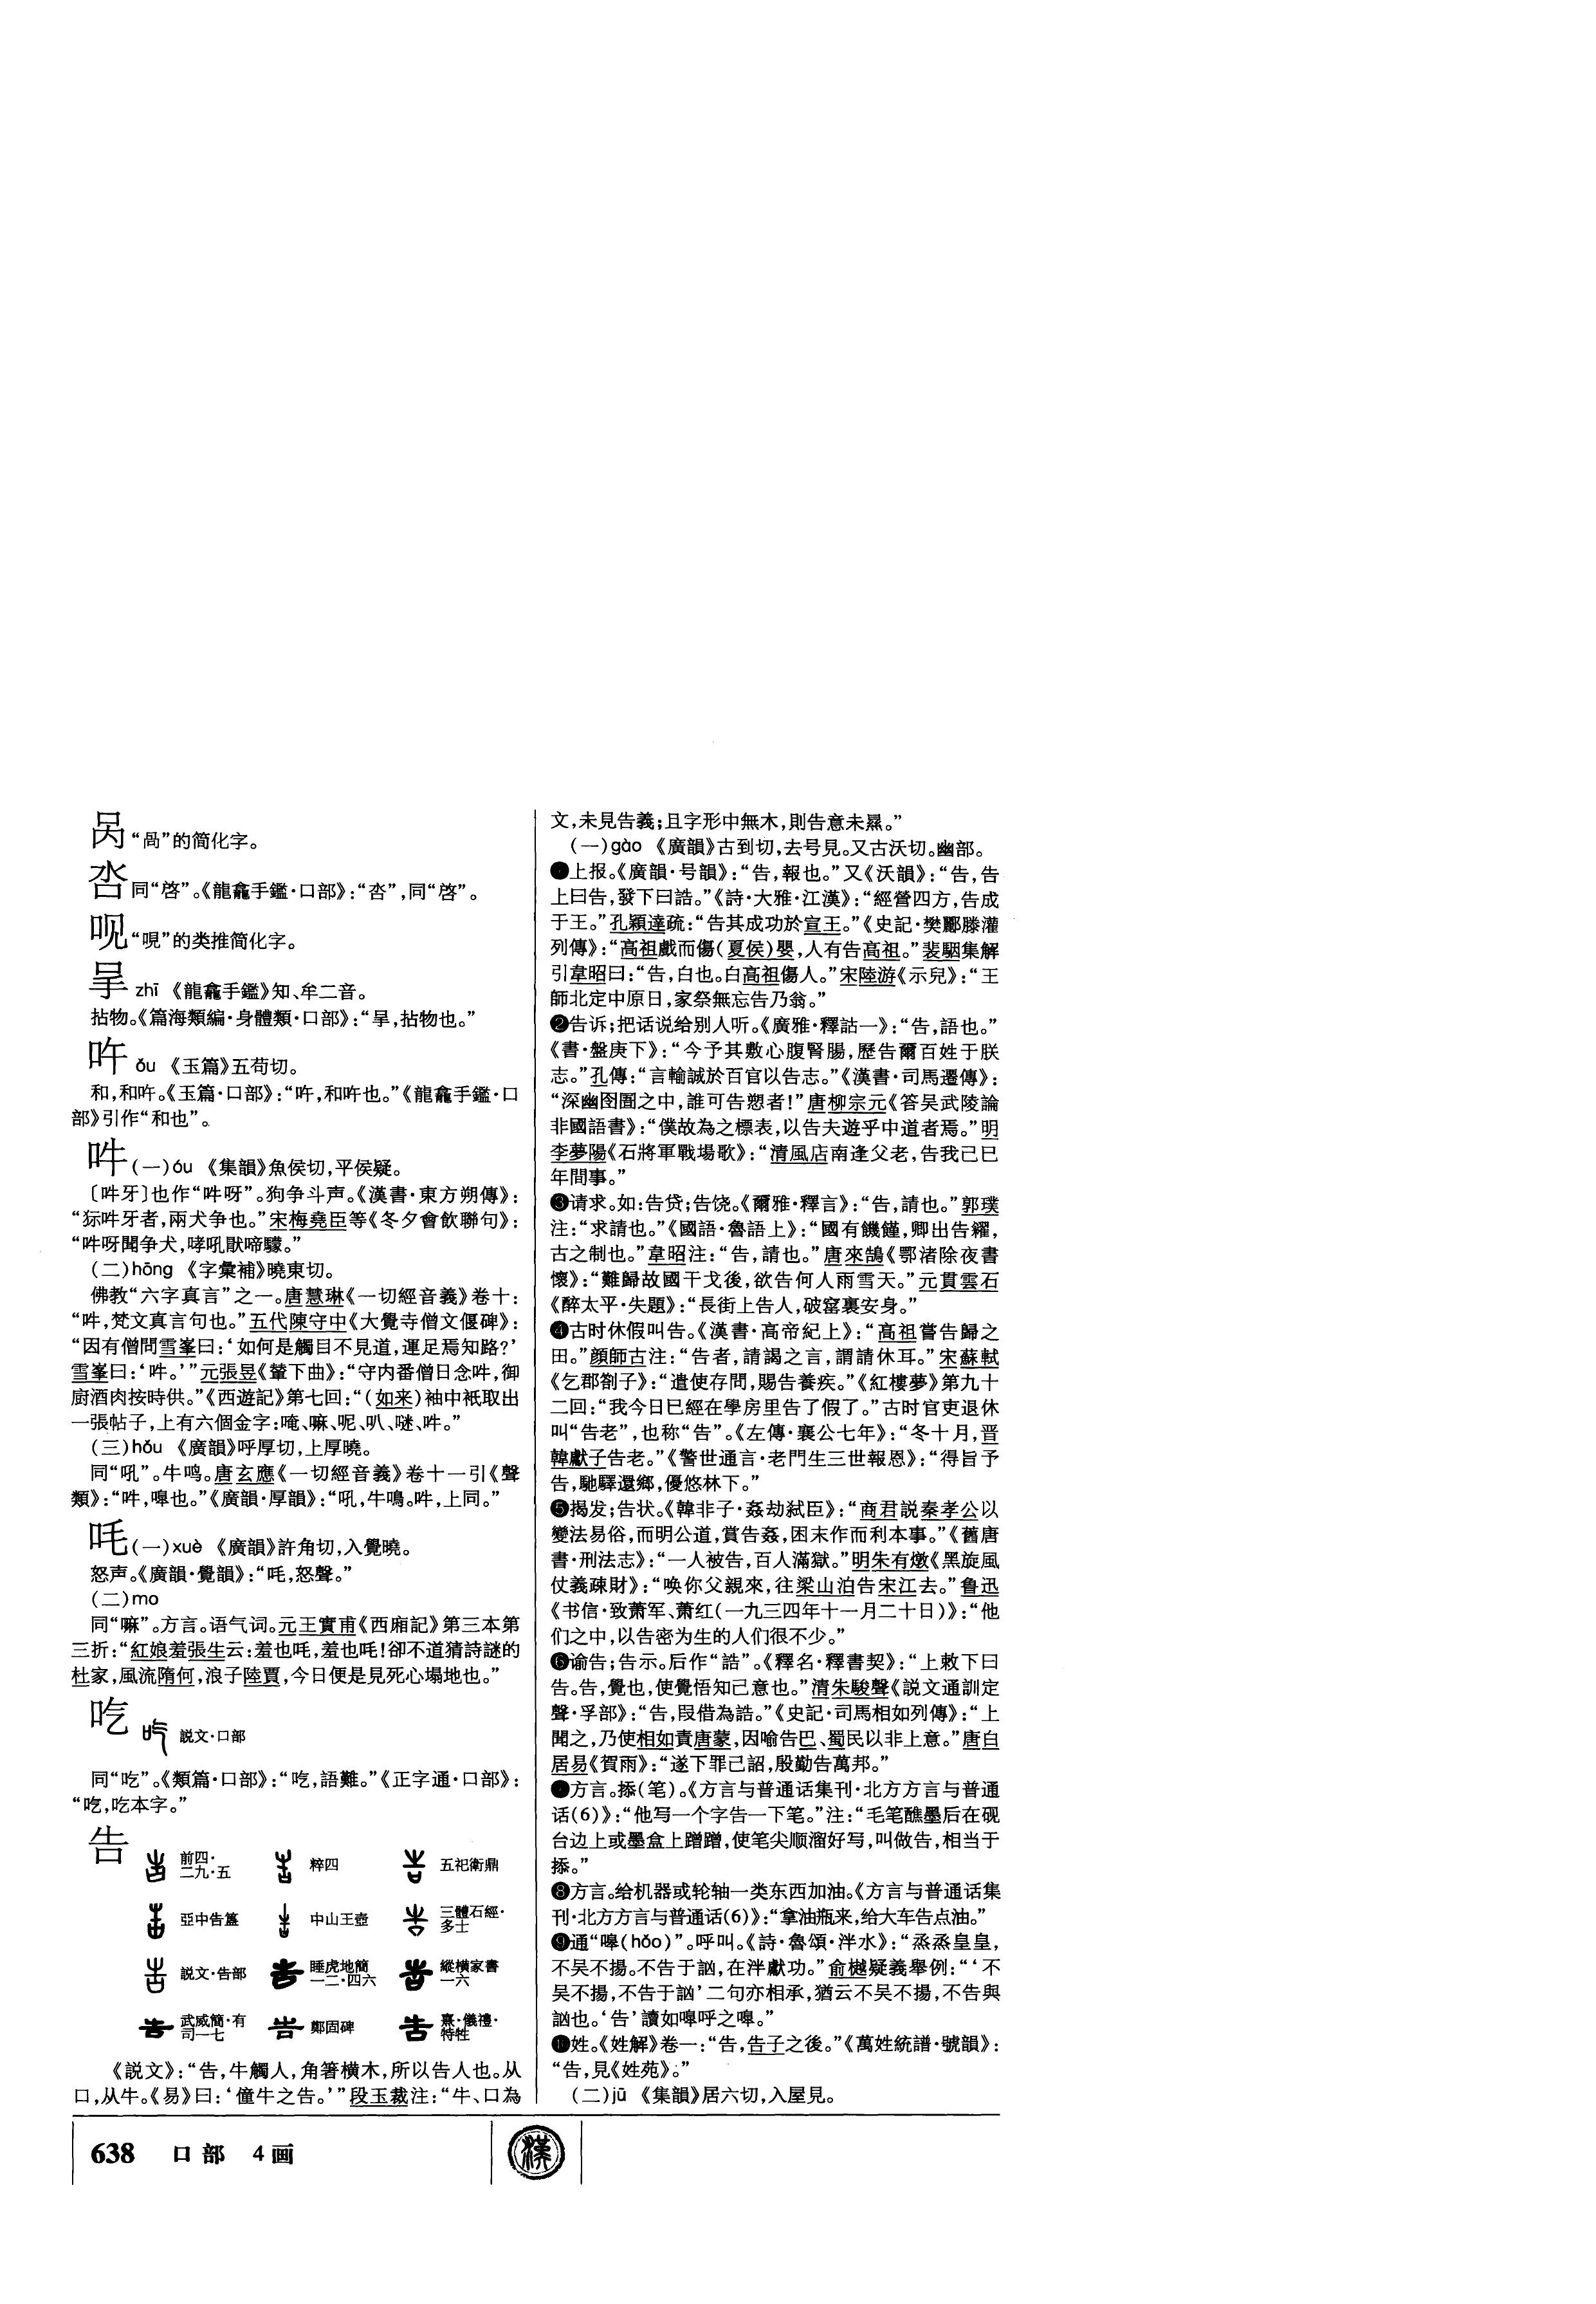 呙“咼”的简化字。
呇同“啓”。《龍龕手鑑·口部》:“呇”,同“啓”。
呗“唄”的类推简化字。
zhī 《龍龕手鑑》知、牟二音。
拈物。《篇海類編·身體類·口部》:
吘 ǒu 《玉篇》五苟切。
和,和吘。《玉篇·口部》:“吘,和吘也。”《龍龕手鑑·口
部》引作“和也”。
吽(一)óu 《集韻》魚侯切,平侯疑。
〔吽牙〕也作“吽呀”。狗争斗声。《漢書·東方朔傳》:
“狋吽牙者,兩犬争也。”宋梅堯臣等《冬夕會飲聯句》:
“吽呀聞争犬,哮吼猒啼驏。”
(二)hōng 《字彙補》曉東切。
佛教“六字真言”之一。唐慧琳《一切經音義》卷十:
“吽,梵文真言句也。”五代陳守中《大覺寺僧文偃碑》:
“因有僧問雪峯曰:‘如何是觸目不見道,運足焉知路?’
雪峯曰:‘吽。’”元張昱《輦下曲》:“守内番僧日念吽,御
厨酒肉按時供。”《西遊記》第七回:“(如来)袖中衹取出
一張帖子,上有六個金字:唵、嘛、呢、叭、𠺗、吽。”
(三)hǒu 《廣韻》呼厚切,上厚曉。
同“吼”。牛鸣。唐玄應《一切經音義》卷十一引《聲
類》:“吽,嘷也。”《廣韻·厚韻》:“吼,牛鳴。吽,上同。”
吒(一)xuè 《廣韻》許角切,入覺曉。
怒声。《廣韻·覺韻》:“吒,怒聲。”
(二)mo
同“嘛”。方言。语气词。元王實甫《西廂記》第三本第
三折:“紅娘羞張生云:羞也吒,羞也吒!卻不道猜詩謎的
杜家,風流隋何,浪子陸賈,今日便是見死心塌地也。”
説文·口部
同“吃”。《類篇·口部》:“吃,語難。”《正字通·口部》:
吃本字。”
告
前四·
二九·五
粹四
五祀衛鼎
亞中告簋
中山王壺
三體石經·
多士
説文·告部
睡虎地簡
一二·四六
縱橫家書
一六
武威簡·有
司一七
鄭固碑
熹·儀禮·
特牲
《説文》:“告,牛觸人,角箸横木,所以告人也。从
口,从牛。《易》曰:‘僮牛之告。’”段玉裁注:“牛、口為
文,未見告義;且字形中無木,則告意未㬎。”
(一)gào 《廣韻》古到切,去号見。又古沃切。幽部。
❶上报。《廣韻·号韻》:“告,報也。”又《沃韻》:“告,告
上曰告,發下曰誥。”《詩·大雅·江漢》:“經營四方,告成
于王。”孔穎達疏:“告其成功於宣王。”《史記·樊酈滕灌
列傳》:“高祖戲而傷(夏侯)嬰,人有告高祖。”裴駰集解
引韋昭曰:“告,白也。白高祖傷人。”宋陸游《示兒》:“王
師北定中原日,家祭無忘告乃翁。”
❷告诉;把话说给别人听。《廣雅·釋詁一》:“告,語也。”
《書·盤庚下》:“今予其敷心腹腎腸,歷告爾百姓于朕
志。”孔傳:“言輸誠於百官以告志。”《漢書·司馬遷傳》:
“深幽囹圄之中,誰可告愬者!”唐柳宗元《答吴武陵論
非國語書》:“僕故為之標表,以告夫遊乎中道者焉。”明
李夢陽《石將軍戰場歌》:“清風店南逢父老,告我己巳
年間事。”
❸请求。如:告贷;告饶。《爾雅·釋言》:“告,請也。”郭璞
注:“求請也。”《國語·魯語上》:“國有饑饉,卿出告糴,
古之制也。”韋昭注:“告,請也。”唐來鵠《鄂渚除夜書
懷》:“難歸故國干戈後,欲告何人雨雪天。”元貫雲石
《醉太平·失題》:“長街上告人,破窑裏安身。”
❹古时休假叫告。《漢書·高帝紀上》:“高祖嘗告歸之
田。”顔師古注:“告者,請謁之言,謂請休耳。”宋蘇軾
《乞郡劄子》:“遣使存問,賜告養疾。”《紅樓夢》第九十
二回:“我今日已經在學房里告了假了。”古时官吏退休
叫“告老”,也称“告”。《左傳·襄公七年》:“冬十月,晋
韓獻子告老。”《警世通言·老門生三世報恩》:“得旨予
告,馳驛還鄉,優悠林下。”
❺揭发;告状。《韓非子·姦劫弑臣》:“商君説秦孝公以
變法易俗,而明公道,賞告姦,困末作而利本事。”《舊唐
書·刑法志》:“一人被告,百人滿獄。”明朱有燉《黑旋風
仗義疎財》:“唤你父親來,往梁山泊告宋江去。”鲁迅
《书信·致萧军、萧红(一九三四年十一月二十日)》:“他
们之中,以告密为生的人们很不少。”
❻谕告;告示。后作“誥”。《釋名·釋書契》:“上敕下曰
告。告,覺也,使覺悟知己意也。”清朱駿聲《説文通訓定
聲·孚部》:“告,叚借為誥。”《史記·司馬相如列傳》:“上
聞之,乃使相如責唐蒙,因喻告巴、蜀民以非上意。”唐白
居易《賀雨》:“遂下罪己詔,殷勤告萬邦。”
❼方言。掭(笔)。《方言与普通话集刊·北方方言与普通
话(6)》:“他写一个字告一下笔。”注:“毛笔醮墨后在砚
台边上或墨盒上蹭蹭,使笔尖顺溜好写,叫做告,相当于
掭。”
❽方言。给机器或轮轴一类东西加油。《方言与普通话集
刊·北方方言与普通话(6)》:“拿油瓶来,给大车告点油。”
❾通“嗥(háo)”。呼叫。《詩·魯頌·泮水》:“烝烝皇皇,
不吴不揚。不告于訩,在泮獻功。”俞樾疑義舉例:“‘不
吴不揚,不告于訩’二句亦相承,猶云不吴不揚,不告與
訩也。‘告’讀如嗥呼之嗥。”
❿姓。《姓解》卷一:“告,告子之後。”《萬姓統譜·號韻》:
“告,見《姓苑》。”
(二)jū 《集韻》居六切,入屋見。
638 口部 4画
漢